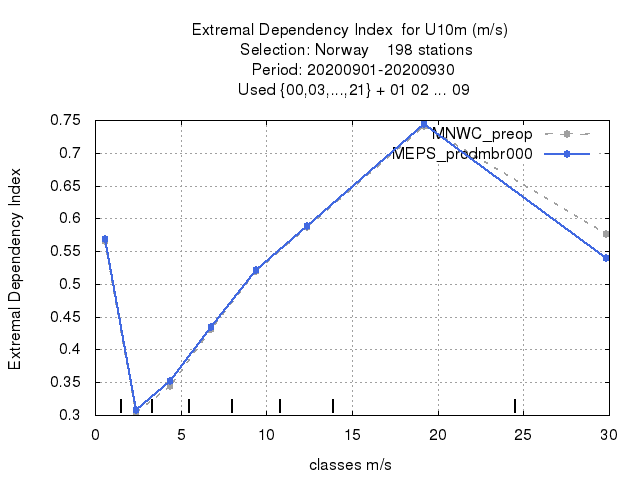 Extremal Dependency Index  for U10m (m/s)
Selection: Norway    198 stations
Period: 20200901-20200930
Used {00,03,...,21} + 01 02 ... 09
Extremal Dependency Index
0.75
0.7
0.65
0.6
0.55
0.5
0.45
0.4
0.35
0.3
MNWC_preop
MEPS_prodmbr000
0 5 10 15 20 25 30
classes m/s